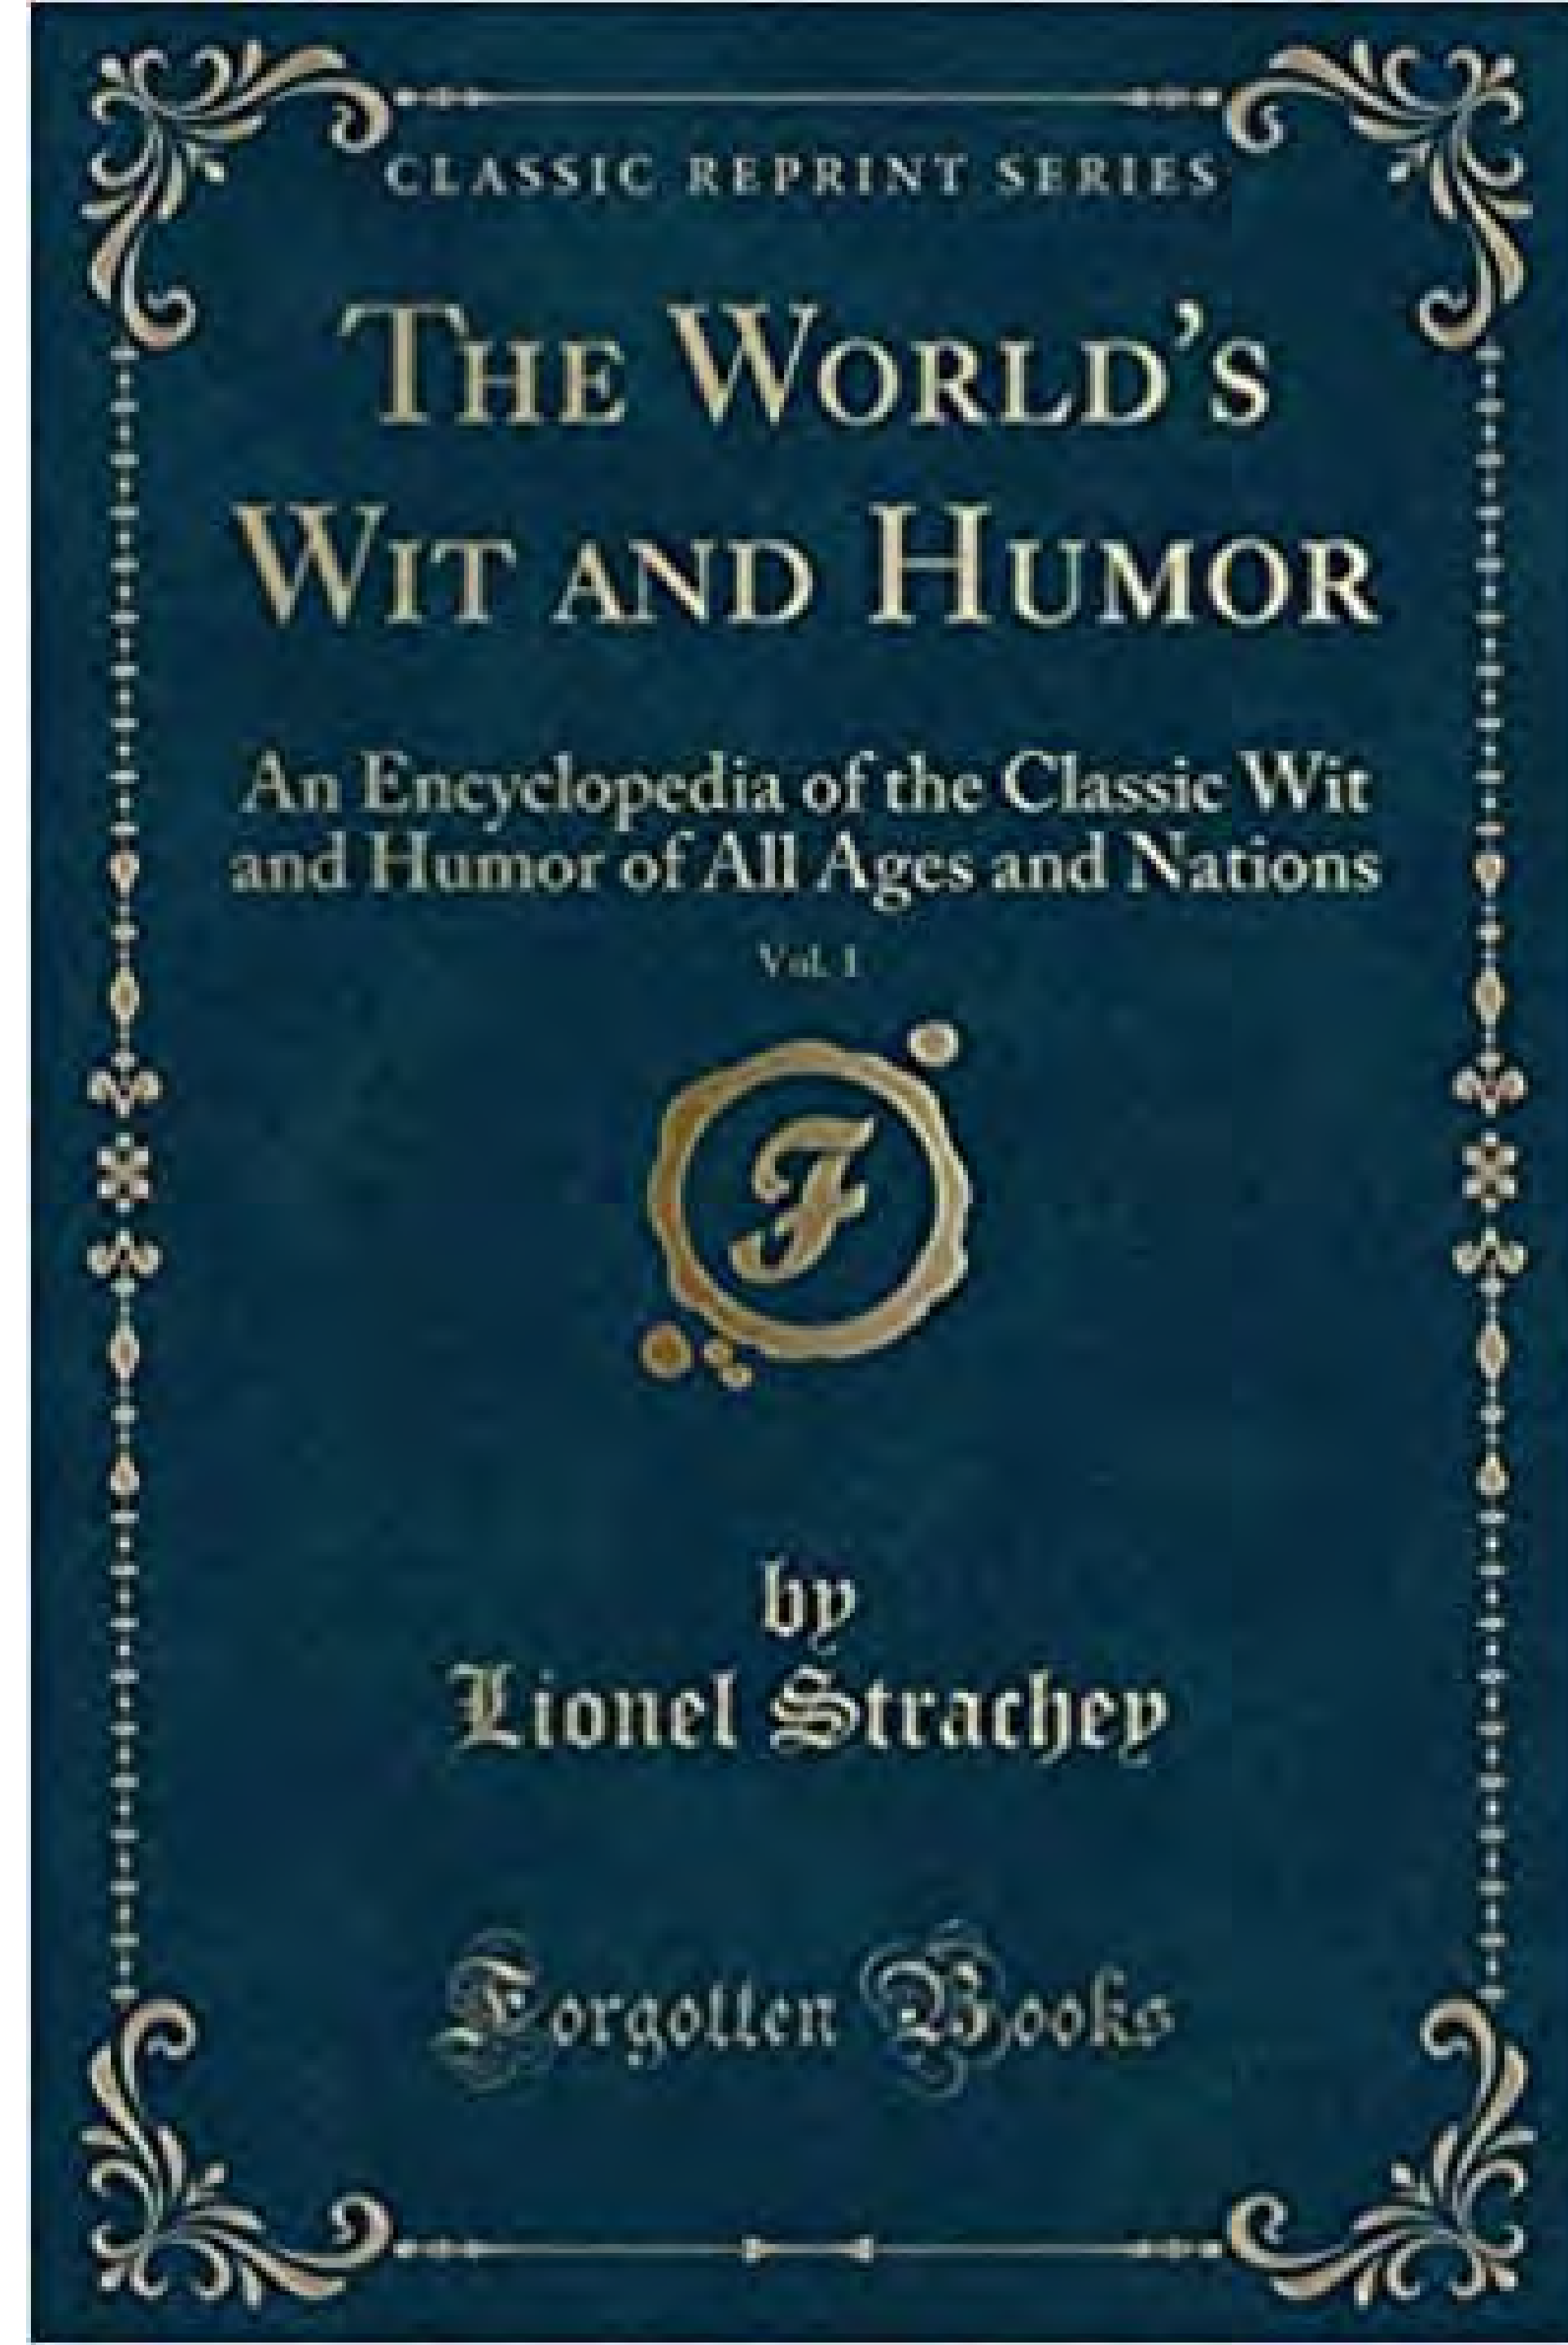 CLASSIC REPRINT SERIES
THE WORLD'S
WIT AND HUMOR
An Encyclopedia of the Classic Wit
and Humor of All Ages and Nations
Vol. 1
F
by
Lionel Strachey
Forgotten Books